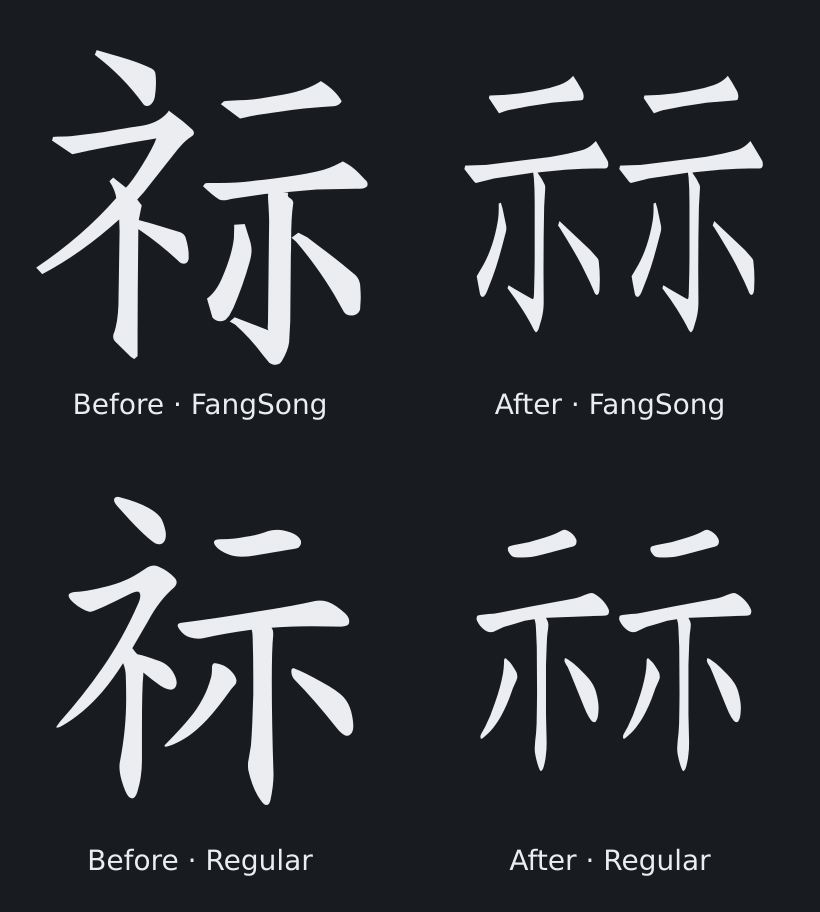 祘 祘
Before · FangSong After · FangSong
祘 祘
Before · Regular After · Regular